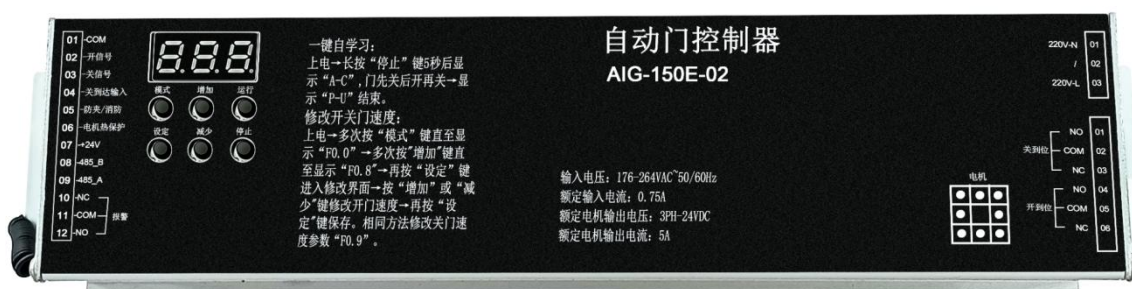 01 -COM
02 -开信号
03 -关信号
04 -关到达输入
05 -防夹/消防
06 -电机热保护
07 -+24V
08 -485_B
09 -485_A
10 -NC
11 -COM 报警
12 -NO
8.8.8.
模式 增加 运行
设定 减少 停止
一键自学习：
上电→长按“停止”键5秒后显
示“A-C”,门先关后开再关→显
示“P-U”结束。
修改开关门速度：
上电→多次按“模式”键直至显
示“F0.0”→多次按"增加"键直
至显示“F0.8”→再按“设定”键
进入修改界面→按“增加”或“减
少"键修改开门速度→再按“设
定"键保存。相同方法修改关门速
度参数“F0.9”。
自动门控制器
AIG-150E-02
输入电压：176-264VAC~50/60Hz
额定输入电流：0.75A
额定电机输出电压：3PH-24VDC
额定电机输出电流：5A
电机
220V-N 01
/ 02
220V-L 03
NO 01
关到位 COM 02
NC 03
NO 04
开到位 COM 05
NC 06